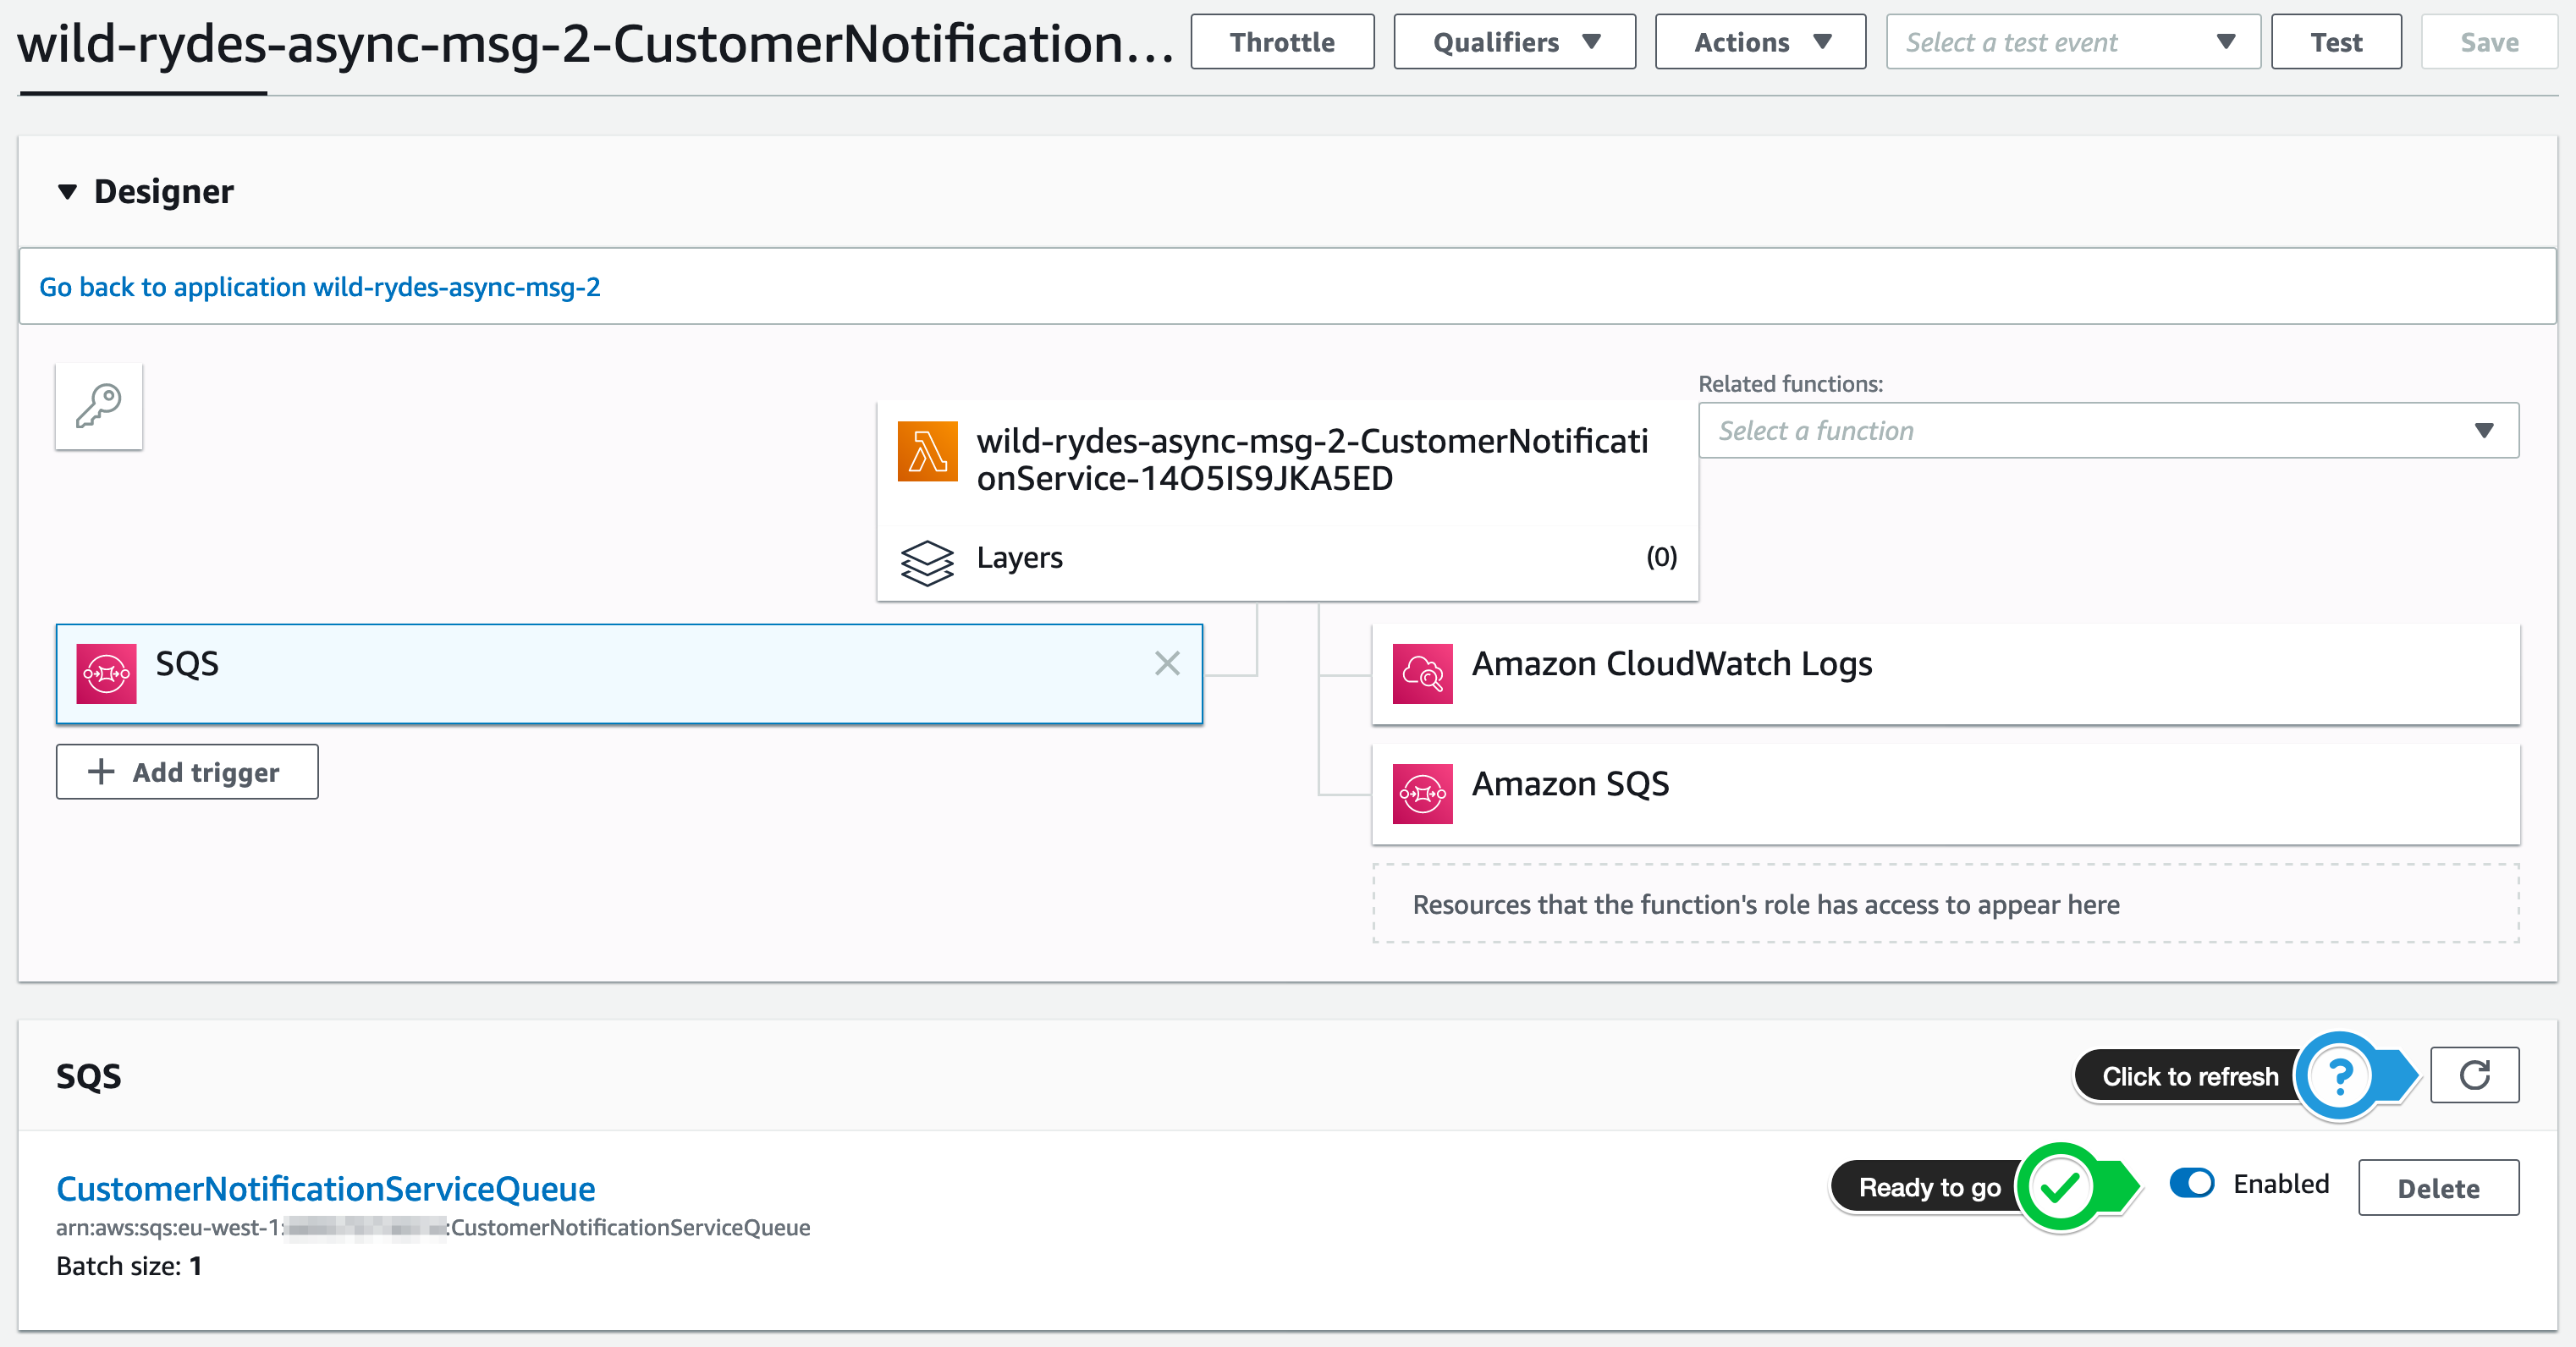 wild-rydes-async-msg-2-CustomerNotification...
Throttle
Qualifiers
Actions
Select a test event
Test
Save
Designer
Go back to application wild-rydes-async-msg-2
Related functions:
Select a function
wild-rydes-async-msg-2-CustomerNotificati
onService-14O5IS9JKA5ED
Layers
(0)
SQS
Add trigger
Amazon CloudWatch Logs
Amazon SQS
Resources that the function's role has access to appear here
SQS
Click to refresh
?
CustomerNotificationServiceQueue
Ready to go
Enabled
Delete
arn:aws:sqs:eu-west-1: :CustomerNotificationServiceQueue
Batch size: 1